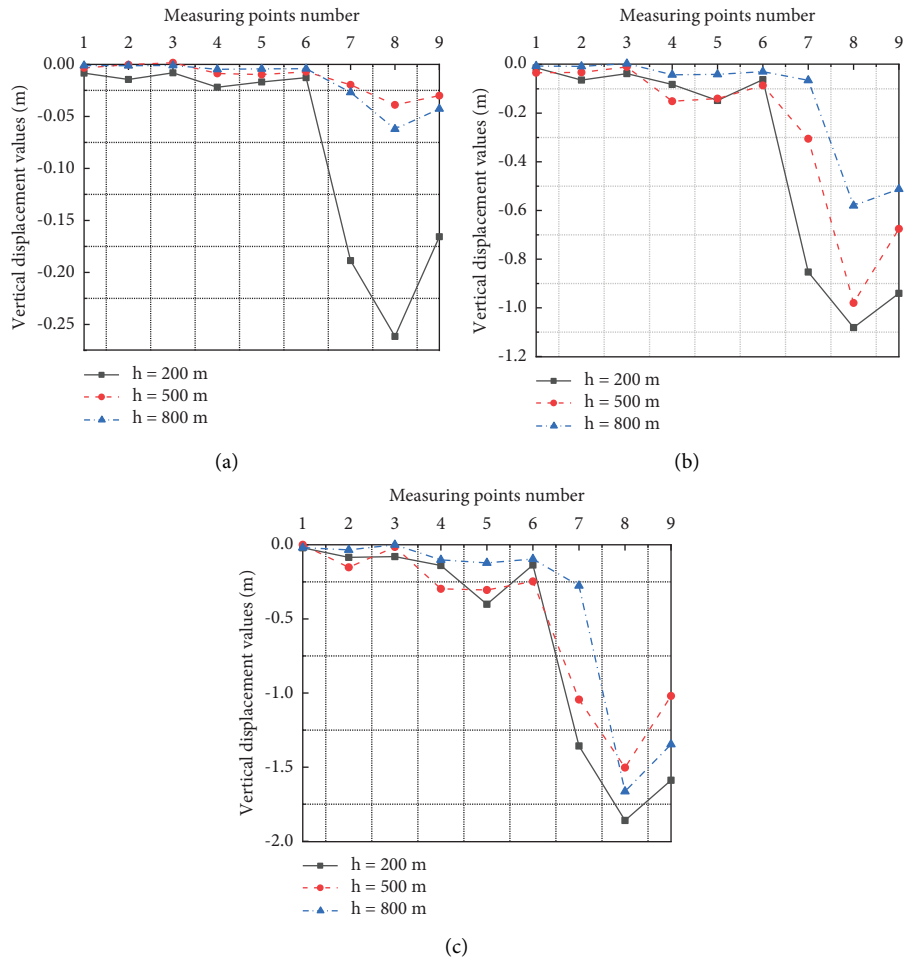 Measuring points number
1 2 3 4 5 6 7 8 9
0.00
-0.05
-0.10
-0.15
-0.20
-0.25
Vertical displacement values (m)
h = 200 m
h = 500 m
h = 800 m
(a)
Measuring points number
1 2 3 4 5 6 7 8 9
0.0
-0.2
-0.4
-0.6
-0.8
-1.0
-1.2
Vertical displacement values (m)
h = 200 m
h = 500 m
h = 800 m
(b)
Measuring points number
1 2 3 4 5 6 7 8 9
0.0
-0.5
-1.0
-1.5
-2.0
Vertical displacement values (m)
h = 200 m
h = 500 m
h = 800 m
(c)